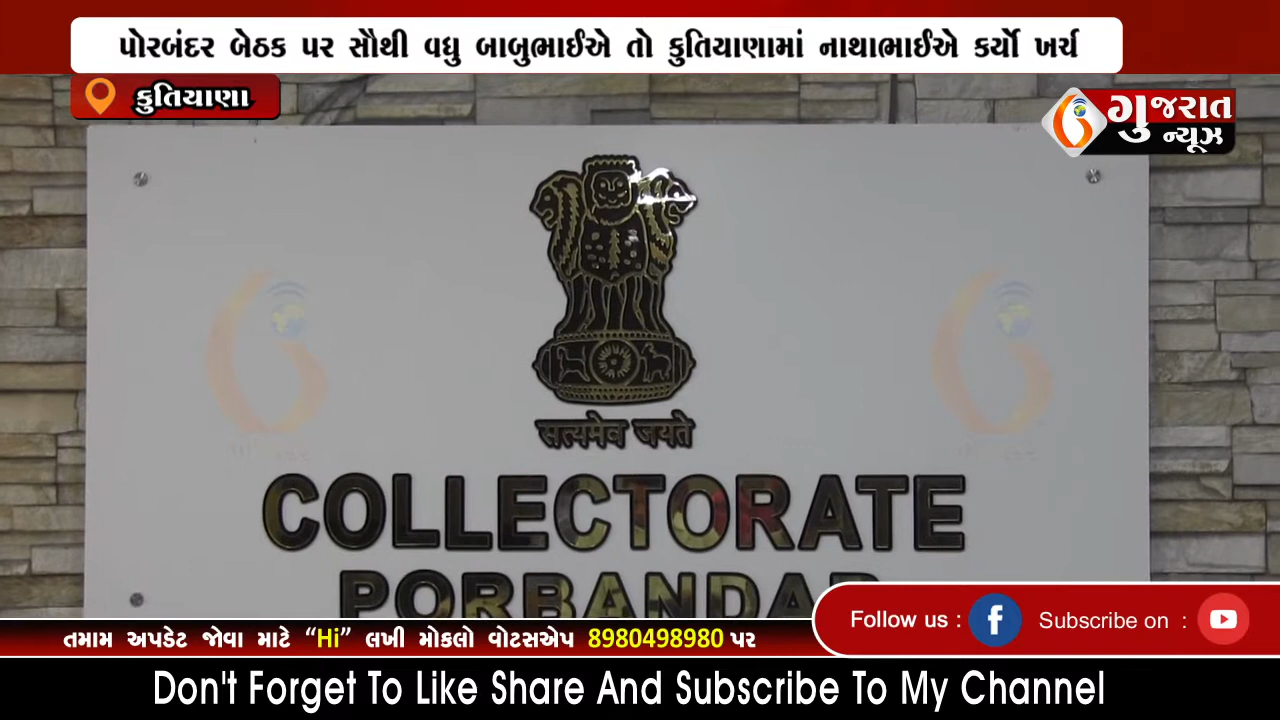 પોરબંદર બેઠક પર સૌથી વધુ બાબુભાઈએ તો કુતિયાણામાં નાથાભાઈએ કર્યો ખર્ચ
કુતિયાણા
ગુજરાત
ન્યૂઝ
सत्यमेव जयते
COLLECTORATE
PORBANDAR
Follow us :
Subscribe on :
તમામ અપડેટ જોવા માટે “Hi” લખી મોકલો વોટસએપ 8980498980 પર
Don't Forget To Like Share And Subscribe To My Channel